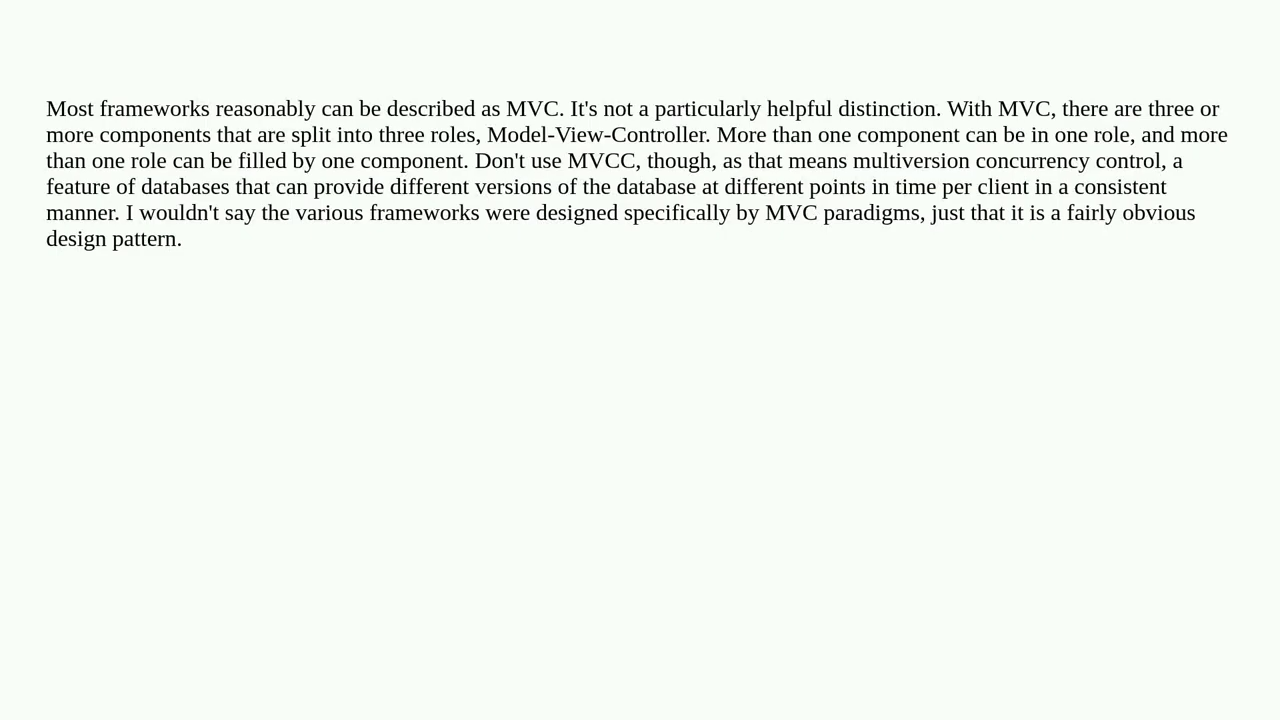 Most frameworks reasonably can be described as MVC. It's not a particularly helpful distinction. With MVC, there are three or
more components that are split into three roles, Model-View-Controller. More than one component can be in one role, and more
than one role can be filled by one component. Don't use MVCC, though, as that means multiversion concurrency control, a
feature of databases that can provide different versions of the database at different points in time per client in a consistent
manner. I wouldn't say the various frameworks were designed specifically by MVC paradigms, just that it is a fairly obvious
design pattern.